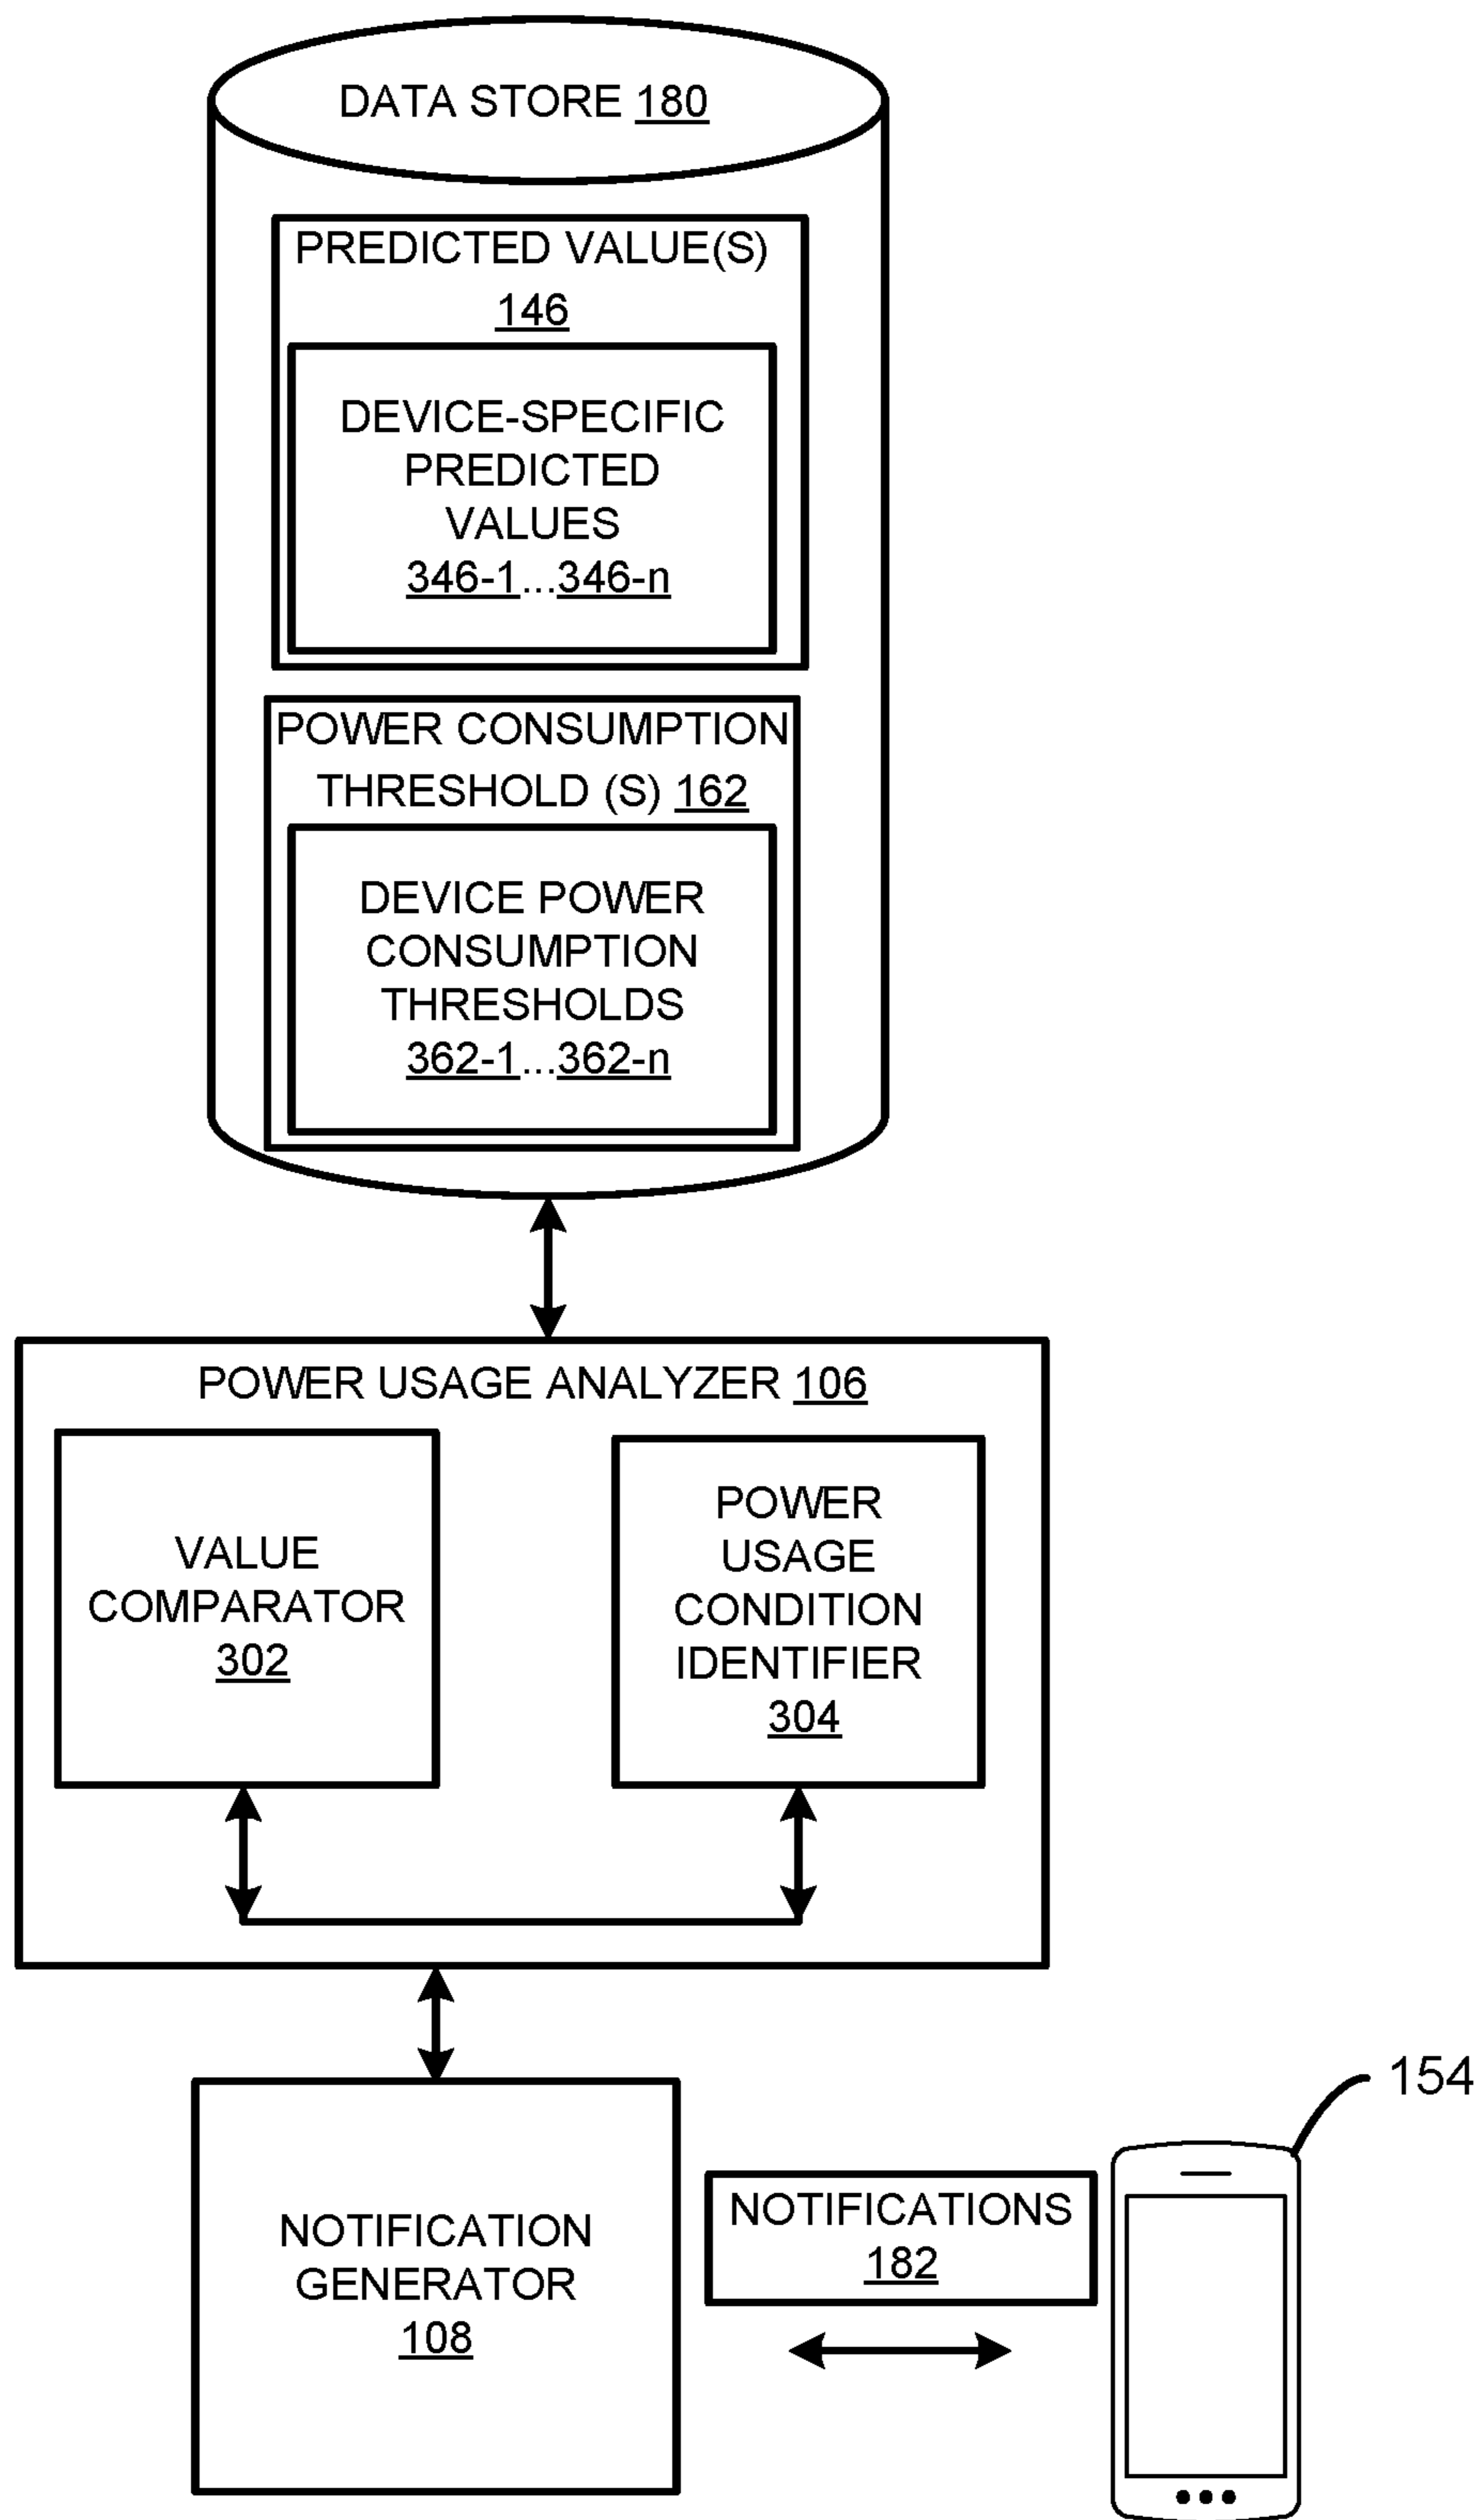 DATA STORE 180
PREDICTED VALUE(S)
146
DEVICE-SPECIFIC
PREDICTED
VALUES
346-1...346-n
POWER CONSUMPTION
THRESHOLD (S) 162
DEVICE POWER
CONSUMPTION
THRESHOLDS
362-1...362-n
POWER USAGE ANALYZER 106
VALUE
COMPARATOR
302
POWER
USAGE
CONDITION
IDENTIFIER
304
NOTIFICATION
GENERATOR
108
NOTIFICATIONS
182
154